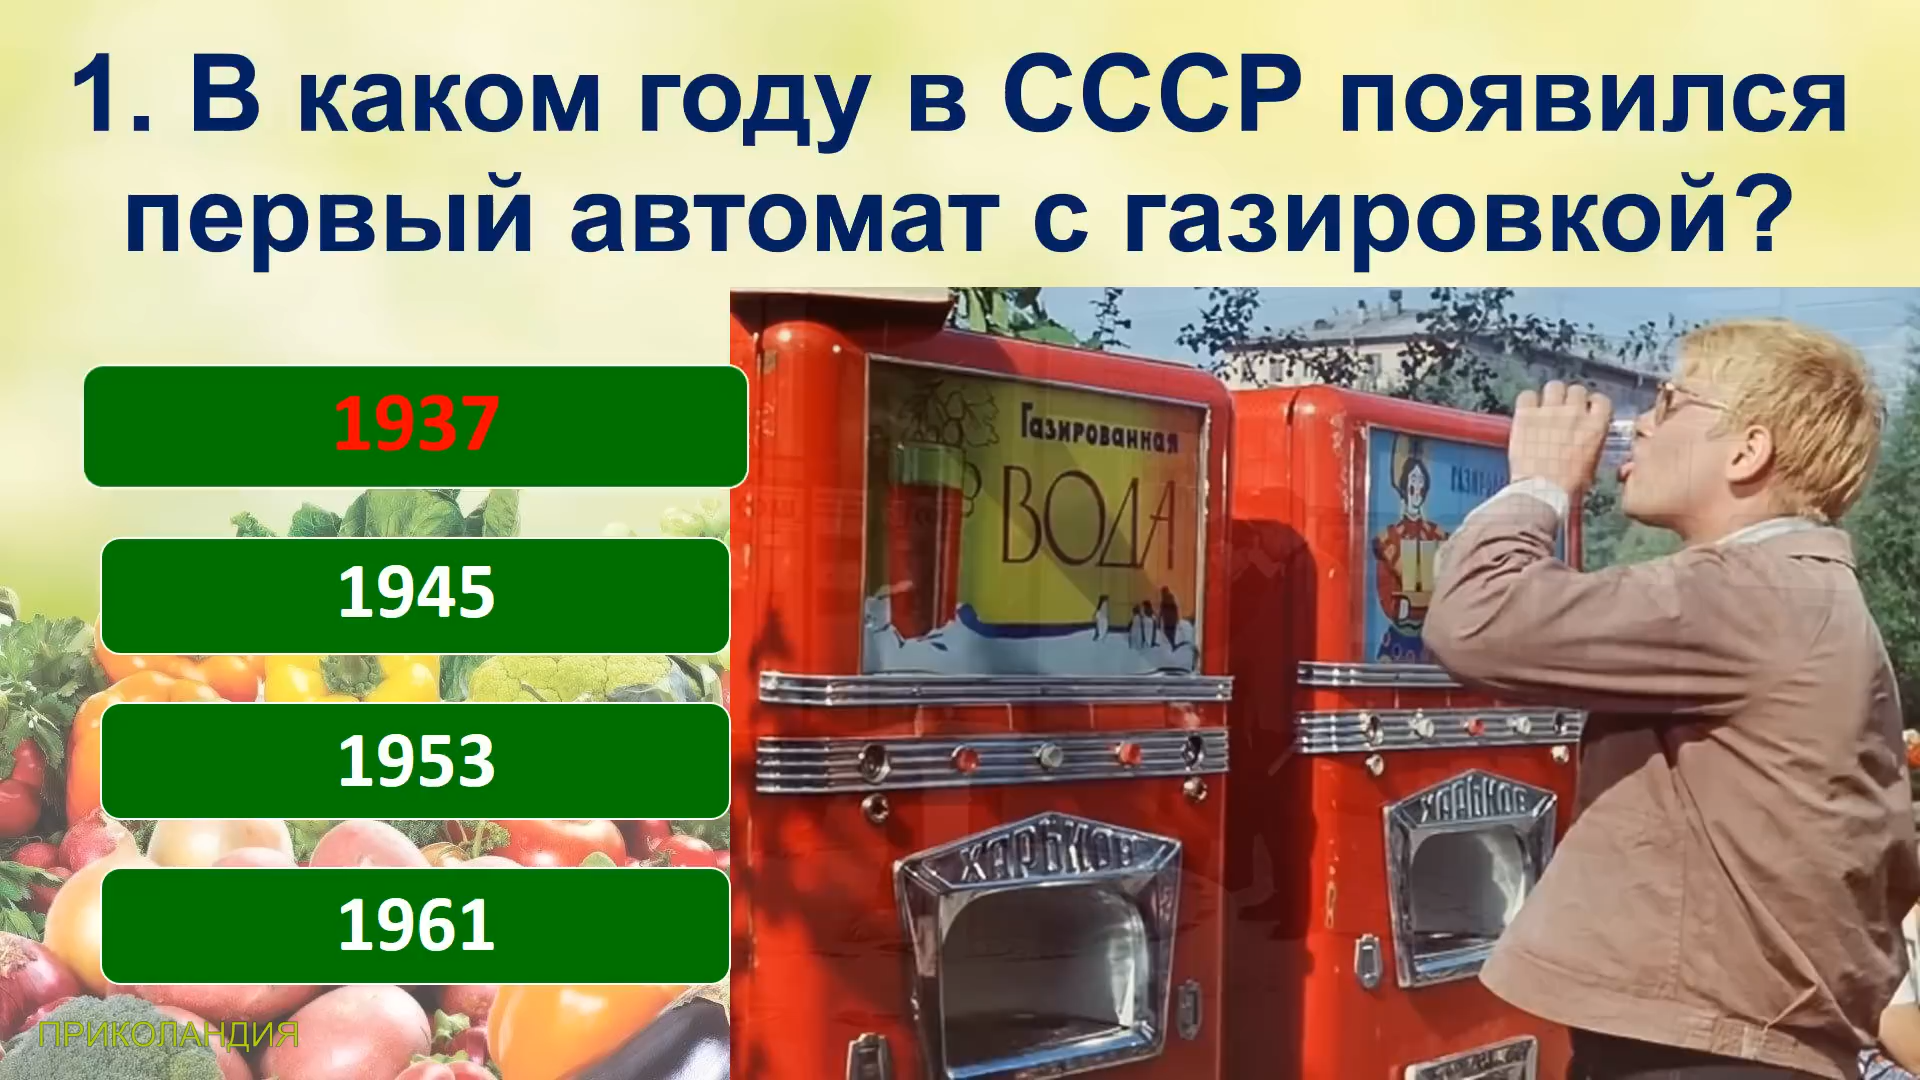 1. В каком году в СССР появился
первый автомат с газировкой?
1937
1945
1953
1961
Газированная
ВОДА
ХАРЬКОВ
ХАРЬКОВ
ПРИКОЛАНДИЯ